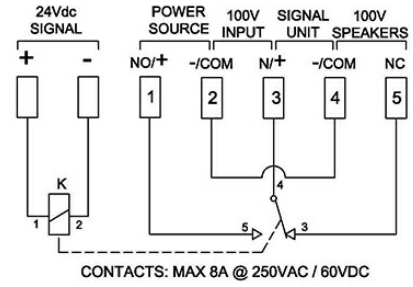 24Vdc
SIGNAL
POWER
SOURCE
100V
INPUT
SIGNAL
UNIT
100V
SPEAKERS
+
-
NO/+
-/COM
N/+
-/COM
NC
1
2
3
4
5
K
1
2
4
5
3
CONTACTS: MAX 8A @ 250VAC / 60VDC